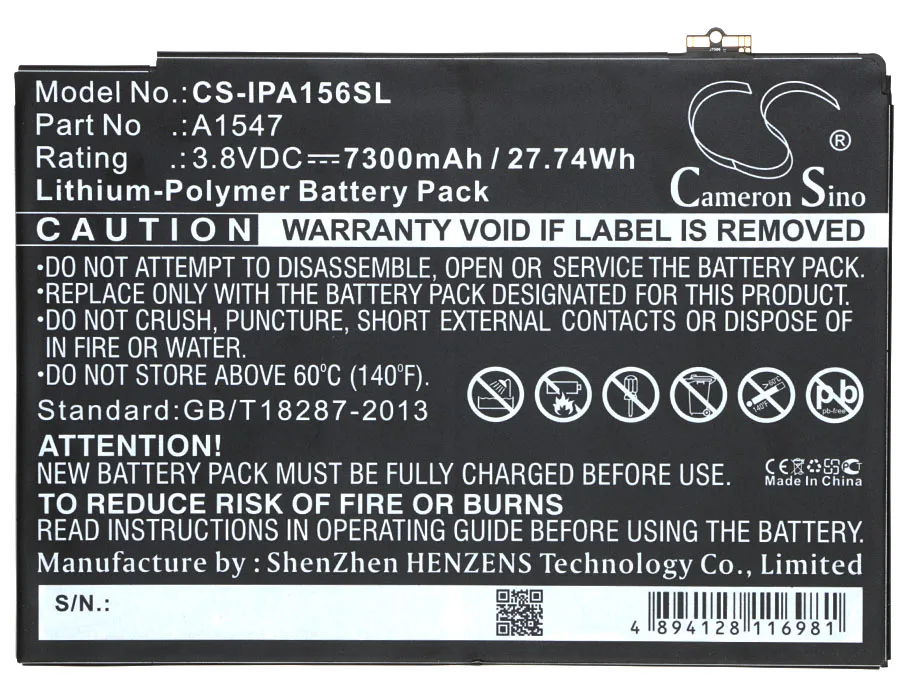 Model No.: CS-IPA156SL
Part No .: A1547
Rating .: 3.8VDC 7300mAh / 27.74Wh
Lithium-Polymer Battery Pack
Cameron Sino ®
CAUTION WARRANTY VOID IF LABEL IS REMOVED
•DO NOT ATTEMPT TO DISASSEMBLE, OPEN OR SERVICE THE BATTERY PACK.
•REPLACE ONLY WITH THE BATTERY PACK DESIGNATED FOR THIS PRODUCT.
•DO NOT CRUSH, PUNCTURE, SHORT EXTERNAL CONTACTS OR DISPOSE OF
IN FIRE OR WATER.
•DO NOT STORE ABOVE 60℃ (140℉).
>60℃
140℉
pb
pb-free
Standard:GB/T18287-2013
ATTENTION!
NEW BATTERY PACK MUST BE FULLY CHARGED BEFORE USE.
CE
Made In China
TO REDUCE RISK OF FIRE OR BURNS
READ INSTRUCTIONS IN OPERATING GUIDE BEFORE USING THE BATTERY.
Manufacture by : ShenZhen HENZENS Technology Co., Limited
S/N.:
4 894128 116981